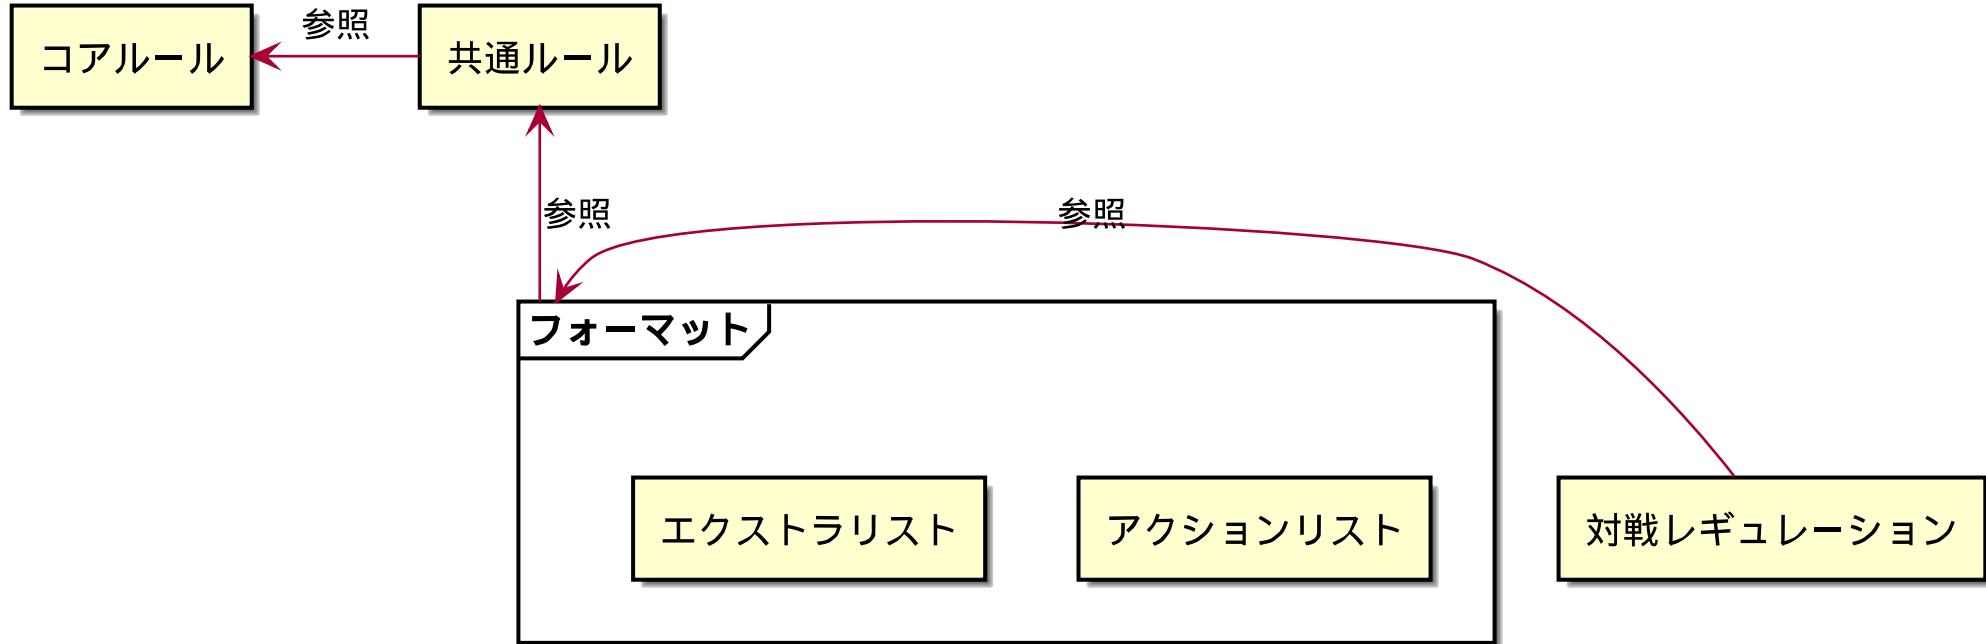 コアルール
参照
共通ルール
参照
参照
フォーマット
エクストラリスト
アクションリスト
対戦レギュレーション